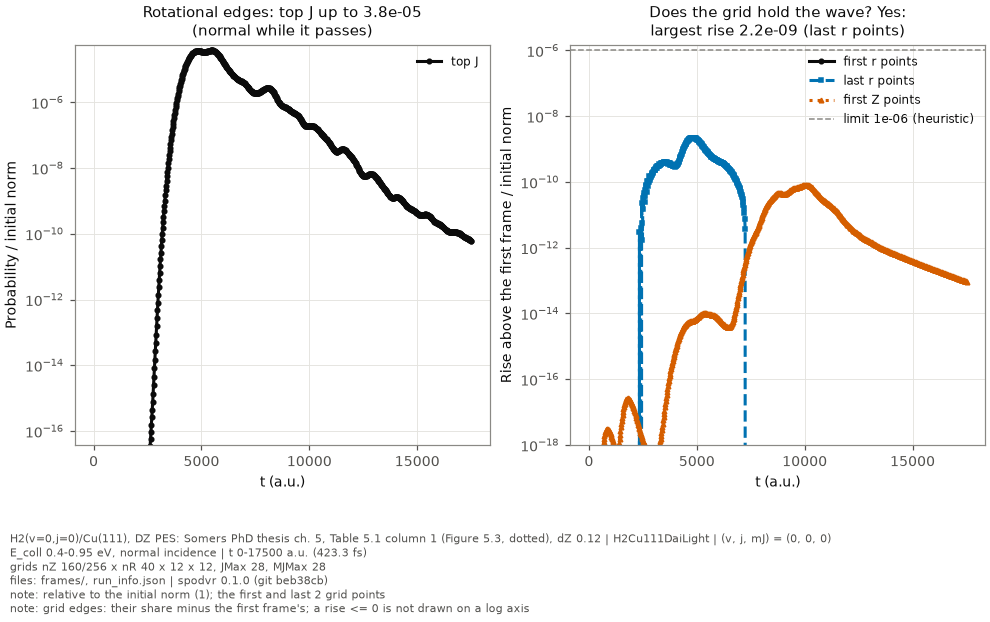 Rotational edges: top J up to 3.8e-05
(normal while it passes)
Probability / initial norm
10⁻⁶
10⁻⁸
10⁻¹⁰
10⁻¹²
10⁻¹⁴
10⁻¹⁶
top J
0
5000
10000
15000
t (a.u.)
Does the grid hold the wave? Yes:
largest rise 2.2e-09 (last r points)
Rise above the first frame / initial norm
10⁻⁶
10⁻⁸
10⁻¹⁰
10⁻¹²
10⁻¹⁴
10⁻¹⁶
10⁻¹⁸
first r points
last r points
first Z points
limit 1e-06 (heuristic)
0
5000
10000
15000
t (a.u.)
H2(v=0,j=0)/Cu(111), DZ PES: Somers PhD thesis ch. 5, Table 5.1 column 1 (Figure 5.3, dotted), dZ 0.12 | H2Cu111DaiLight | (v, j, mJ) = (0, 0, 0)
E_coll 0.4-0.95 eV, normal incidence | t 0-17500 a.u. (423.3 fs)
grids nZ 160/256 x nR 40 x 12 x 12, JMax 28, MJMax 28
files: frames/, run_info.json | spodvr 0.1.0 (git beb38cb)
note: relative to the initial norm (1); the first and last 2 grid points
note: grid edges: their share minus the first frame's; a rise <= 0 is not drawn on a log axis